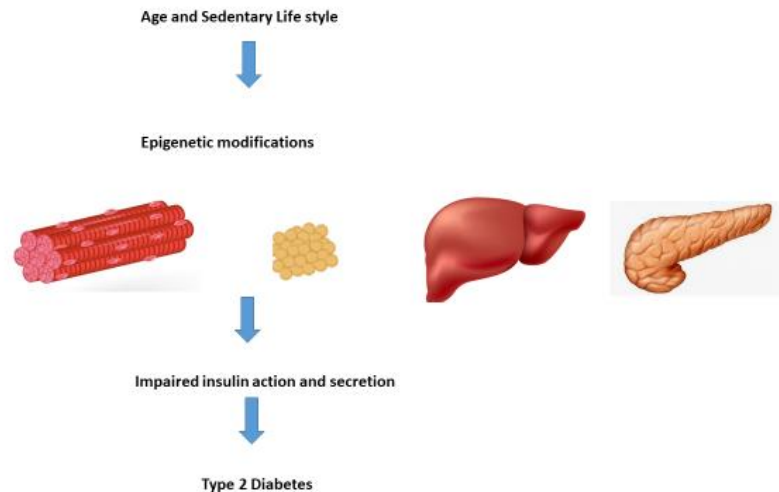 Age and Sedentary Life style
Epigenetic modifications
Impaired insulin action and secretion
Type 2 Diabetes